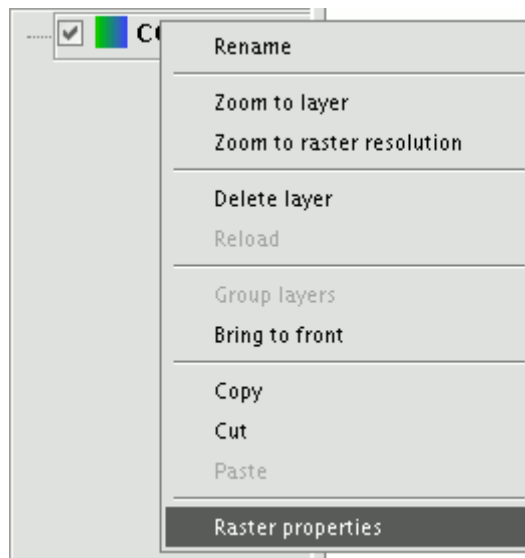 Rename
Zoom to layer
Zoom to raster resolution
Delete layer
Reload
Group layers
Bring to front
Copy
Cut
Paste
Raster properties